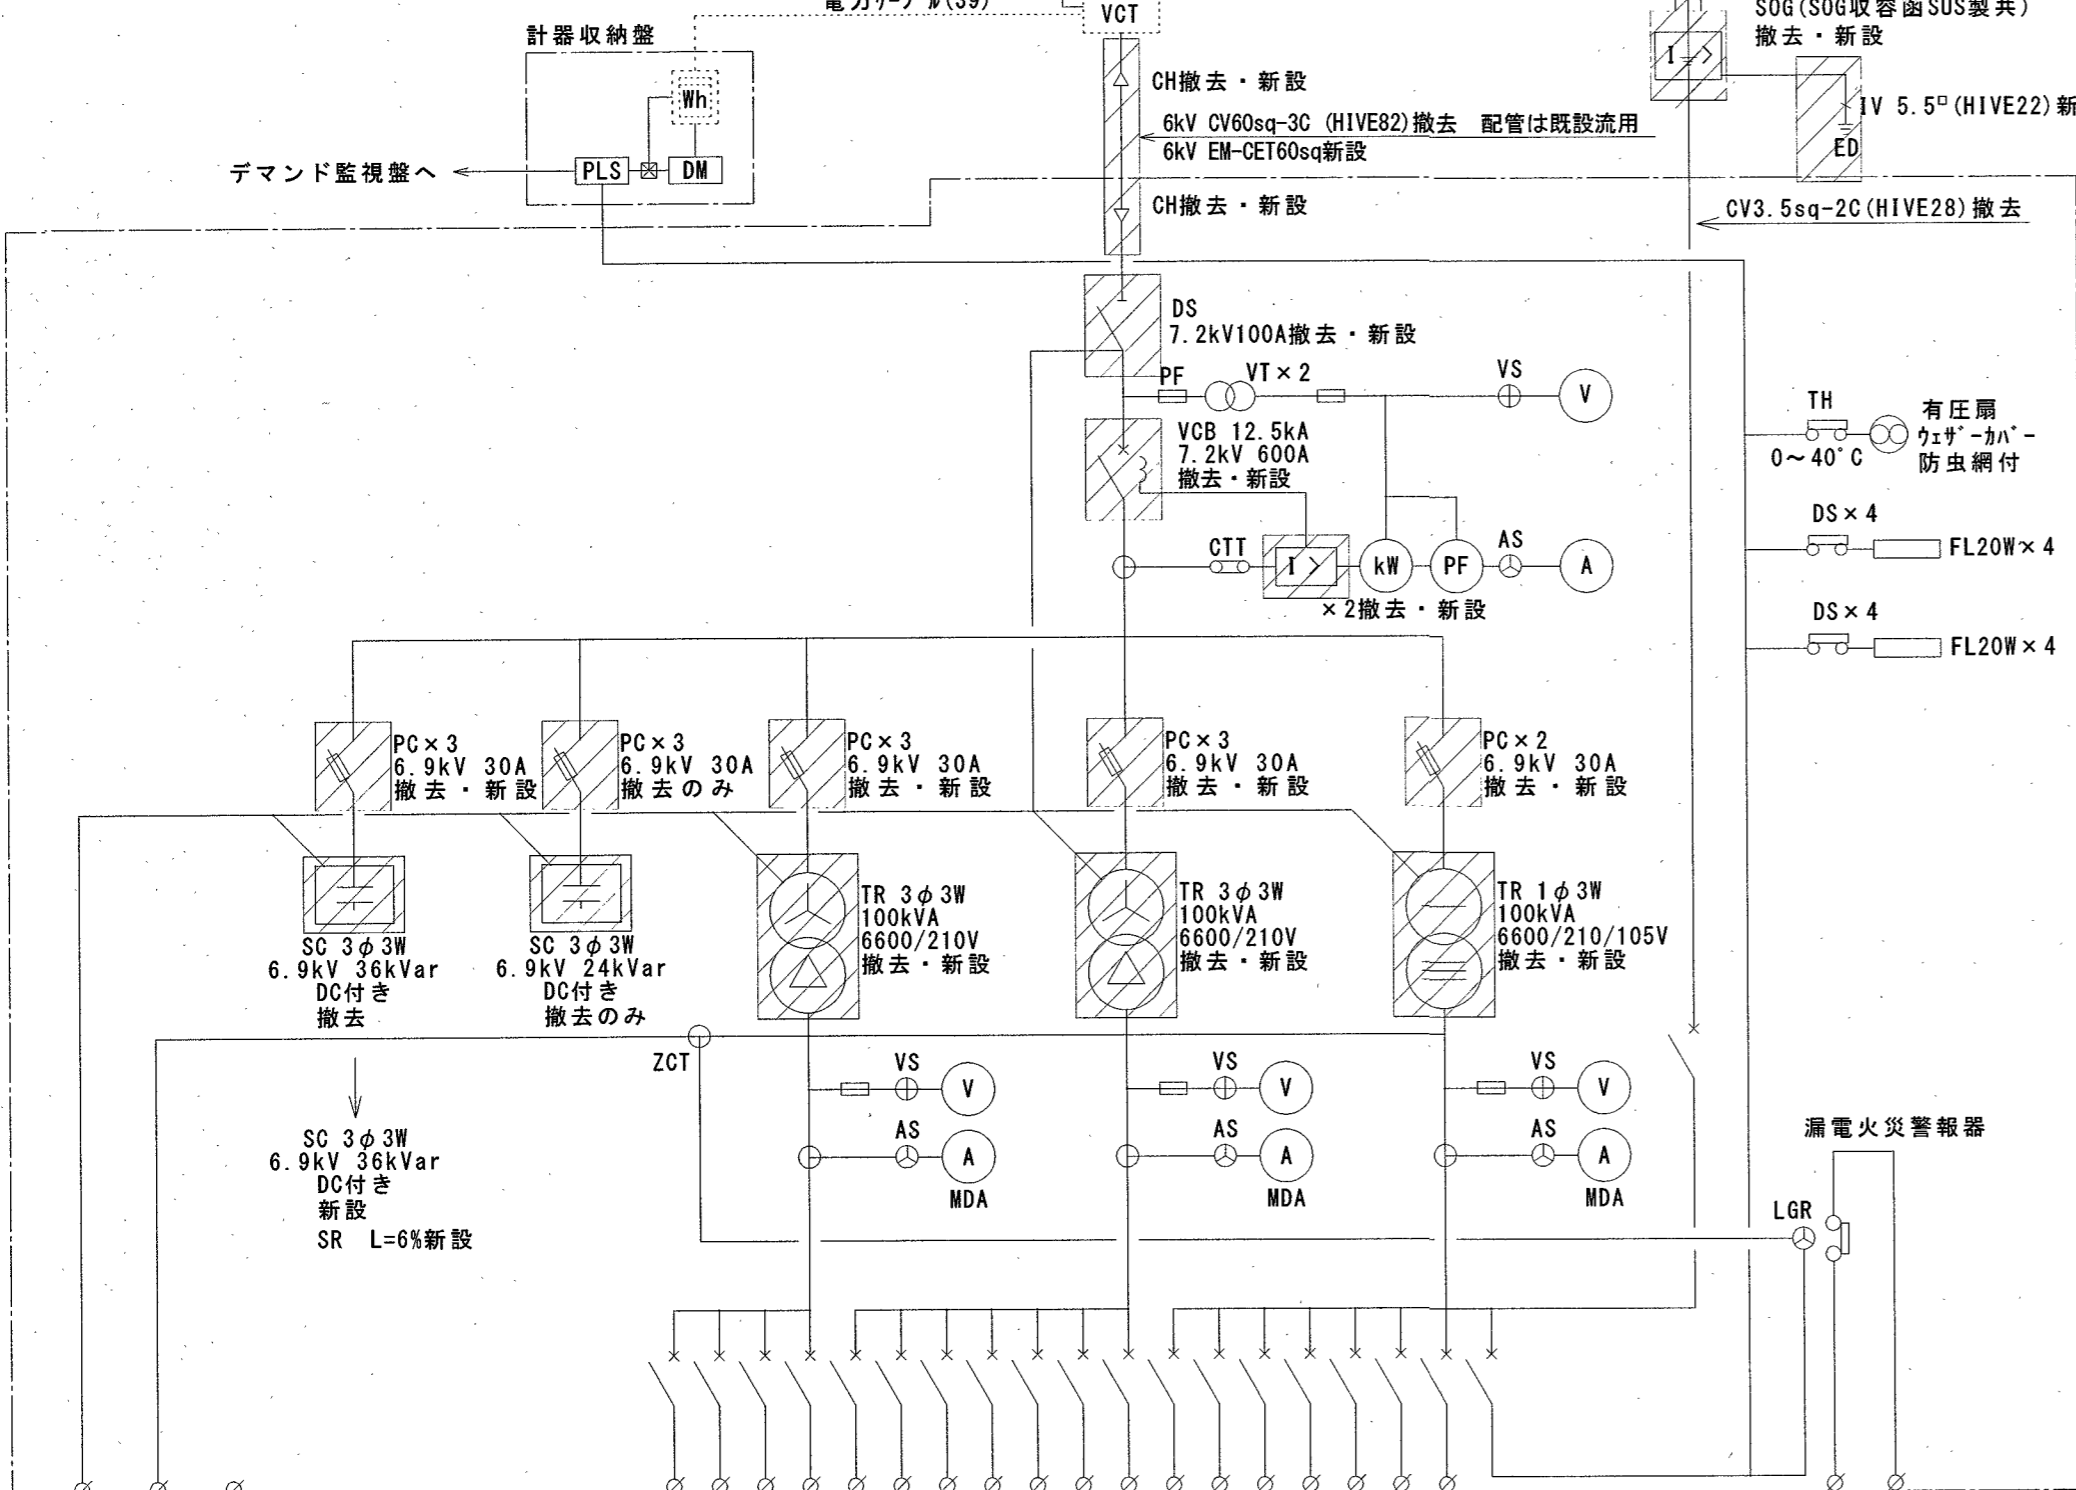 VCT
SOG(SOG収容函SUS製共)
撤去・新設
計器収納盤
Wh
I ⏚ >
CH撤去・新設
IV 5.5□(HIVE22)新
6kV CV60sq-3C (HIVE82)撤去 配管は既設流用
6kV EM-CET60sq新設
ED
デマンド監視盤へ
PLS
DM
CH撤去・新設
CV3.5sq-2C(HIVE28)撤去
DS
7.2kV100A撤去・新設
PF
VT×2
VS
V
VCB 12.5kA
7.2kV 600A
撤去・新設
TH
0~40°C
有圧扇
ウェザーカバー
防虫網付
DS×4
FL20W×4
CTT
I >
kW
PF
AS
A
×2撤去・新設
DS×4
FL20W×4
PC×3
6.9kV 30A
撤去・新設
PC×3
6.9kV 30A
撤去のみ
PC×3
6.9kV 30A
撤去・新設
PC×3
6.9kV 30A
撤去・新設
PC×2
6.9kV 30A
撤去・新設
SC 3φ3W
6.9kV 36kVar
DC付き
撤去
SC 3φ3W
6.9kV 24kVar
DC付き
撤去のみ
TR 3φ3W
100kVA
6600/210V
撤去・新設
TR 3φ3W
100kVA
6600/210V
撤去・新設
TR 1φ3W
100kVA
6600/210/105V
撤去・新設
ZCT
VS
V
AS
A
MDA
VS
V
AS
A
MDA
VS
V
AS
A
MDA
SC 3φ3W
6.9kV 36kVar
DC付き
新設
SR L=6%新設
漏電火災警報器
LGR